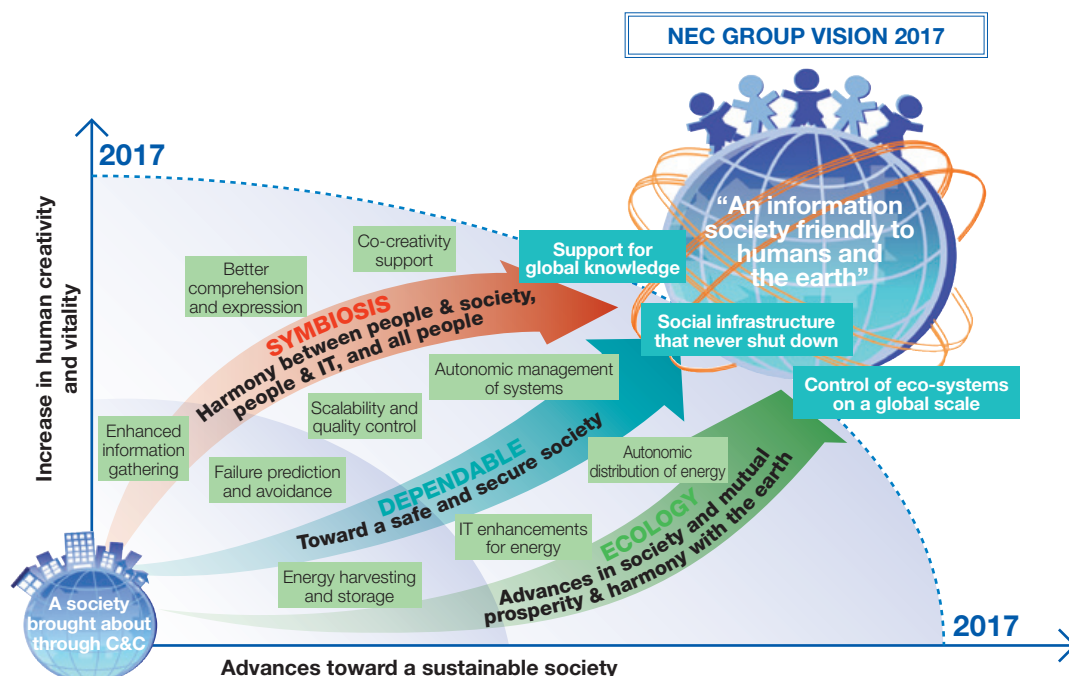 NEC GROUP VISION 2017
2017
Increase in human creativity
and vitality
“An information
society friendly to
humans and
the earth”
Support for
global knowledge
Social infrastructure
that never shut down
Control of eco-systems
on a global scale
Co-creativity
support
Better
comprehension
and expression
Enhanced
information
gathering
SYMBIOSIS
Harmony between people & society,
people & IT, and all people
Autonomic management
of systems
Scalability and
quality control
Failure prediction
and avoidance
DEPENDABLE
Toward a safe and secure society
Autonomic
distribution of energy
IT enhancements
for energy
Energy harvesting
and storage
ECOLOGY
Advances in society and mutual
prosperity & harmony with the earth
A society
brought about
through C&C
2017
Advances toward a sustainable society